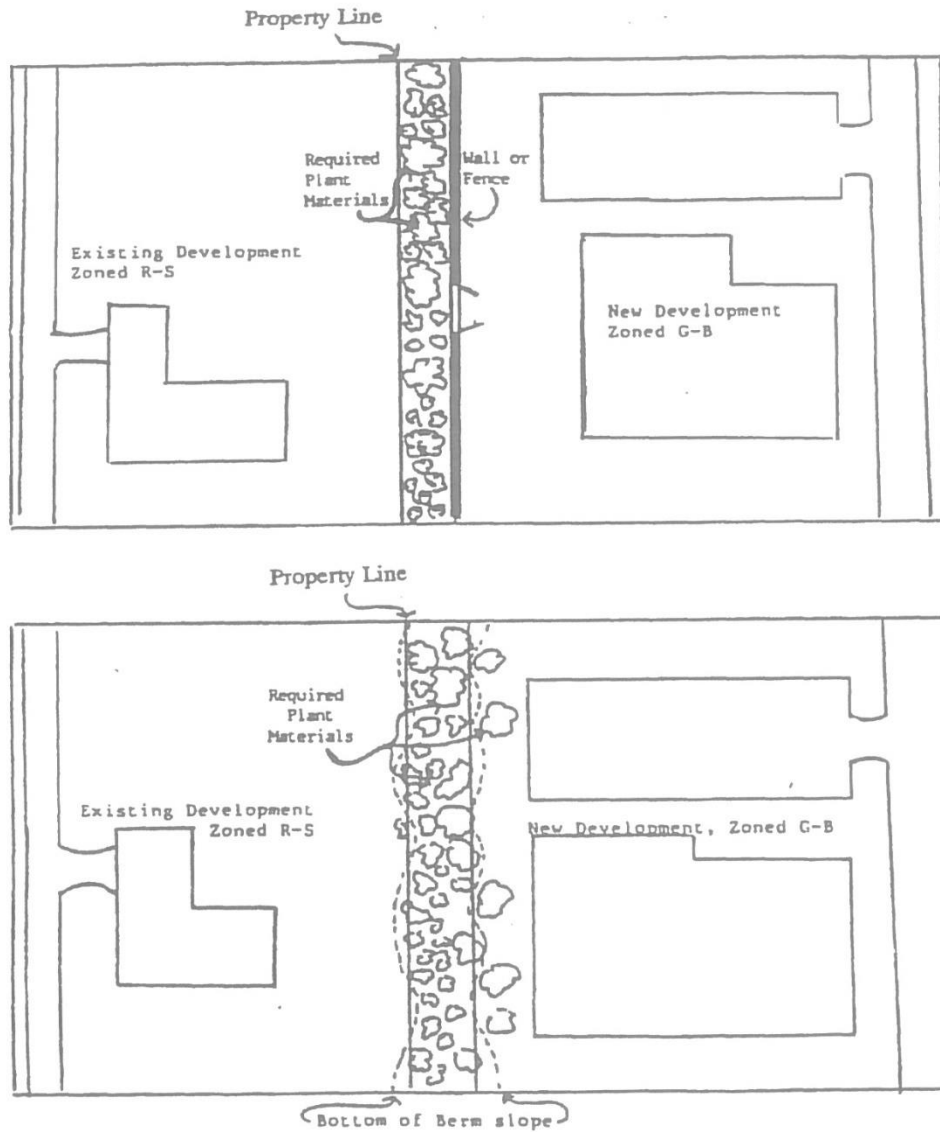 Property Line
Required
Plant
Materials
Wall or
Fence
Existing Development
Zoned R-S
New Development
Zoned G-B
Property Line
Required
Plant
Materials
Existing Development
Zoned R-S
New Development, Zoned G-B
Bottom of Berm slope